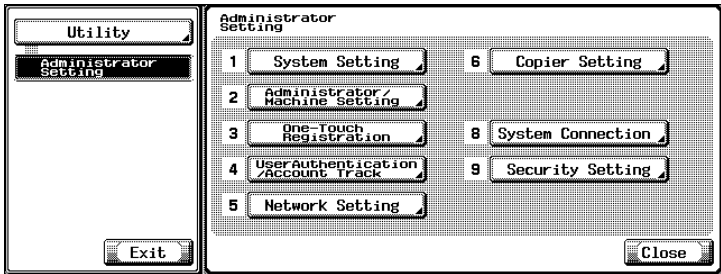 Utility
Administrator
Setting
Exit
Administrator
Setting
1 System Setting
2 Administrator/
Machine Setting
3 One-Touch
Registration
4 UserAuthentication
/Account Track
5 Network Setting
6 Copier Setting
8 System Connection
9 Security Setting
Close